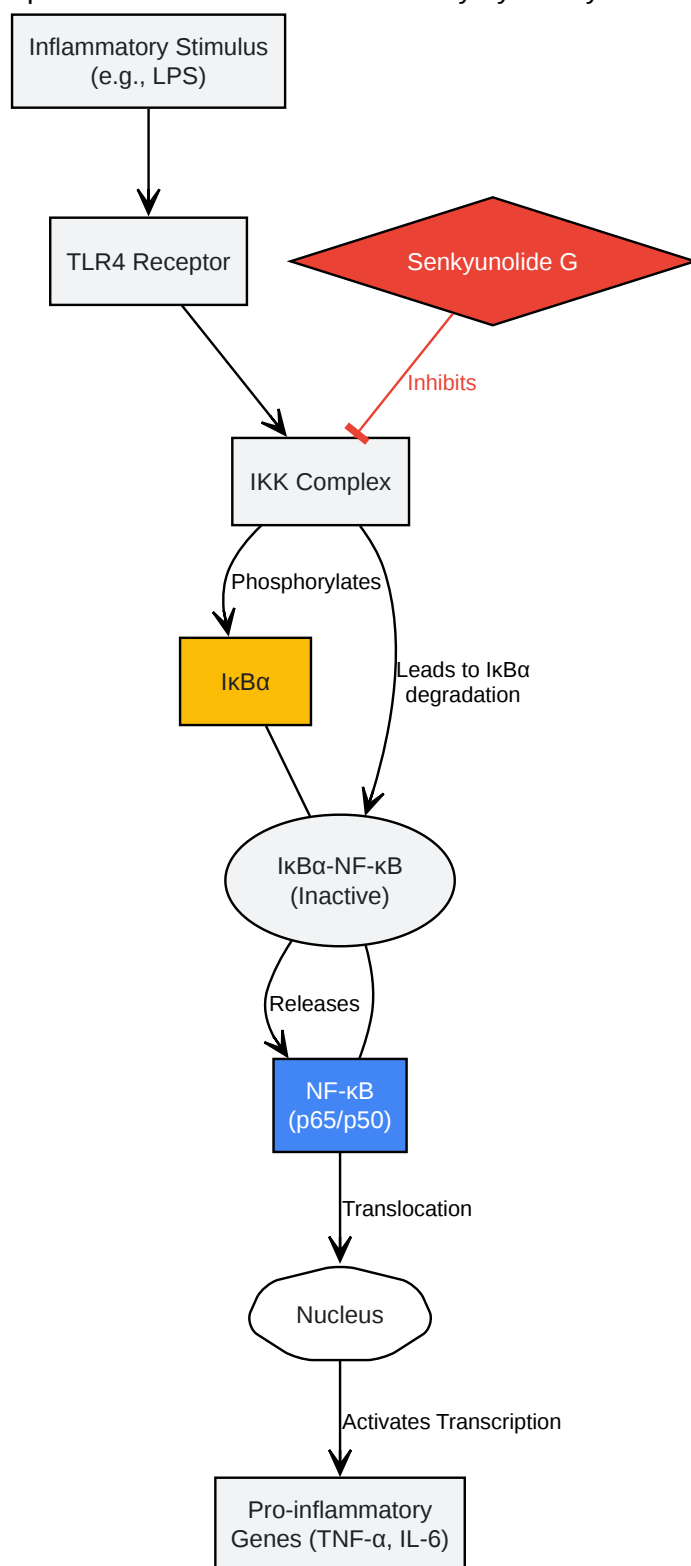 Inflammatory Stimulus
(e.g., LPS)
TLR4 Receptor
Senkyunolide G
Inhibits
IKK Complex
Phosphorylates
IκBα
Leads to IκBα
degradation
IκBα-NF-κB
(Inactive)
Releases
NF-κB
(p65/p50)
Translocation
Nucleus
Activates Transcription
Pro-inflammatory
Genes (TNF-α, IL-6)